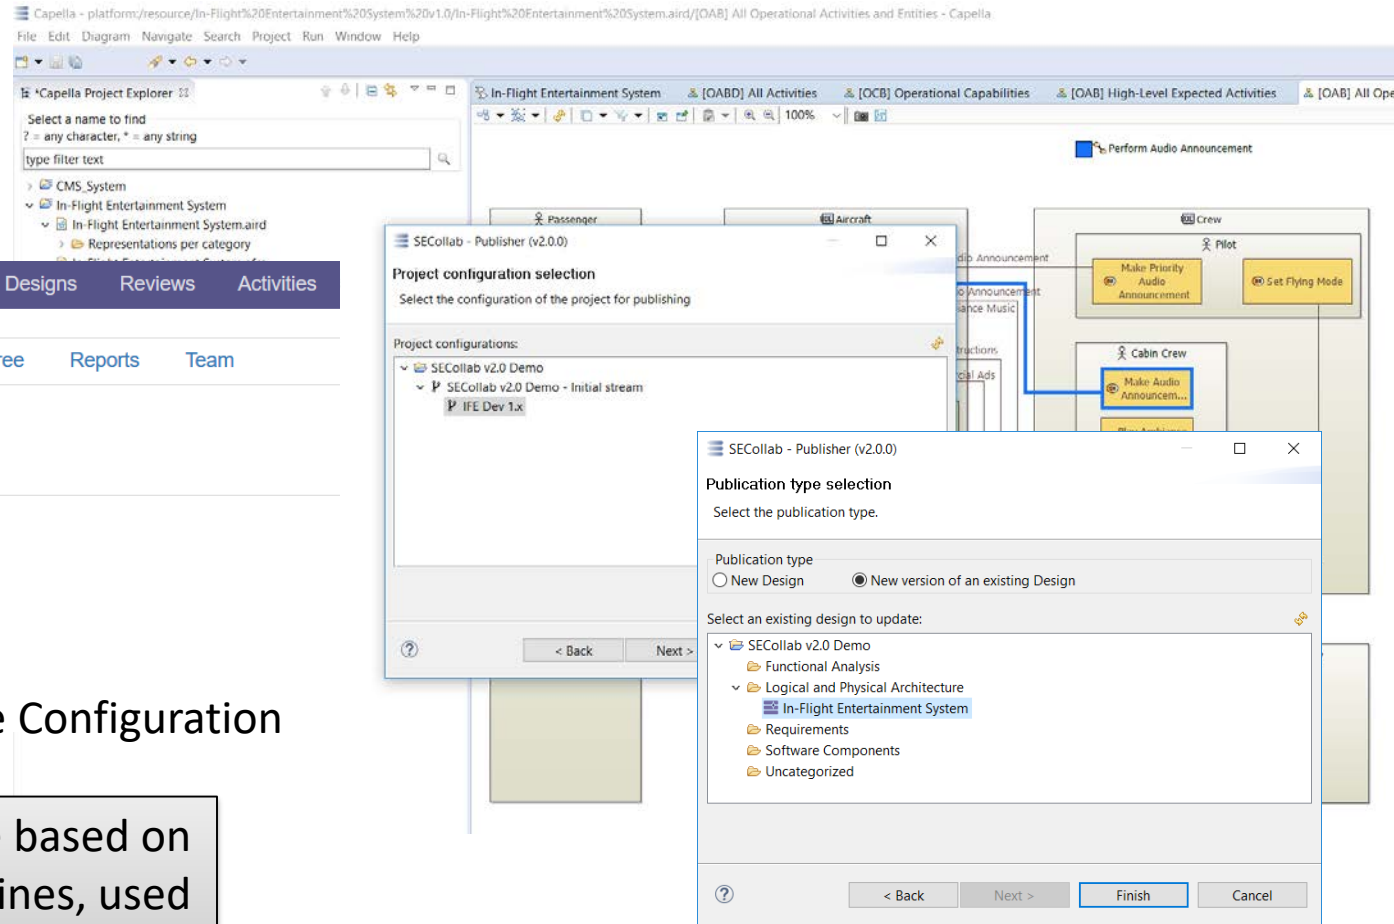 Capella - platform:/resource/In-Flight%20Entertainment%20System%20v1.0/In-Flight%20Entertainment%20System.aird/[OAB] All Operational Activities and Entities - Capella
File Edit Diagram Navigate Search Project Run Window Help
*Capella Project Explorer
Select a name to find
? = any character, * = any string
type filter text
CMS_System
In-Flight Entertainment System
In-Flight Entertainment System.aird
Representations per category
In-Flight Entertainment System [OABD] All Activities [OCB] Operational Capabilities [OAB] High-Level Expected Activities [OAB] All Ope
100%
Perform Audio Announcement
Passenger
Aircraft
Crew
Pilot
Make Priority
Audio
Announcement
Set Flying Mode
dio Announcement
o Announcement
iance Music
tructions
cial Ads
Cabin Crew
Make Audio
Announcem...
Designs Reviews Activities
ree Reports Team
SECollab - Publisher (v2.0.0)
Project configuration selection
Select the configuration of the project for publishing
Project configurations:
SECollab v2.0 Demo
SECollab v2.0 Demo - Initial stream
IFE Dev 1.x
< Back Next >
SECollab - Publisher (v2.0.0)
Publication type selection
Select the publication type.
Publication type
New Design New version of an existing Design
Select an existing design to update:
SECollab v2.0 Demo
Functional Analysis
Logical and Physical Architecture
In-Flight Entertainment System
Requirements
Software Components
Uncategorized
< Back Next > Finish Cancel
e Configuration
based on
ines, used